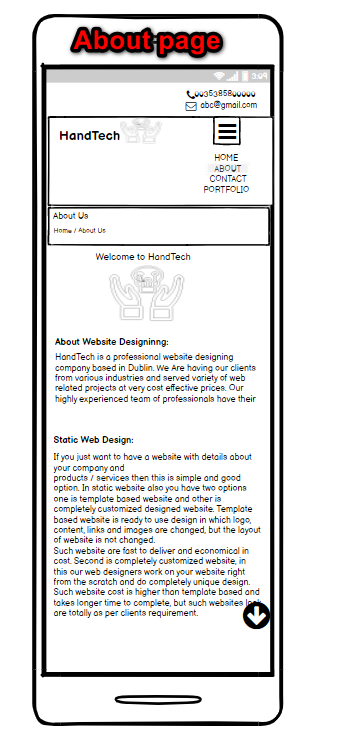 About page
3:09
0035385800000
abc@gmail.com
HandTech
HOME
ABOUT
CONTACT
PORTFOLIO
About Us
Home / About Us
Welcome to HandTech
About Website Designinng:
HandTech is a professional website designing
company based in Dublin. We Are having our clients
from various industries and served variety of web
related projects at very cost effective prices. Our
highly experienced team of professionals have their
Static Web Design:
If you just want to have a website with details about
your company and
products / services then this is simple and good
option. In static website also you have two options
one is template based website and other is
completely customized designed website. Template
based website is ready to use design in which logo,
content, links and images are changed, but the layout
of website is not changed.
Such website are fast to deliver and economical in
cost. Second is completely customized website, in
this our web designers work on your website right
from the scratch and do completely unique design.
Such website cost is higher than template based and
takes longer time to complete, but such websites look
are totally as per clients requirement.